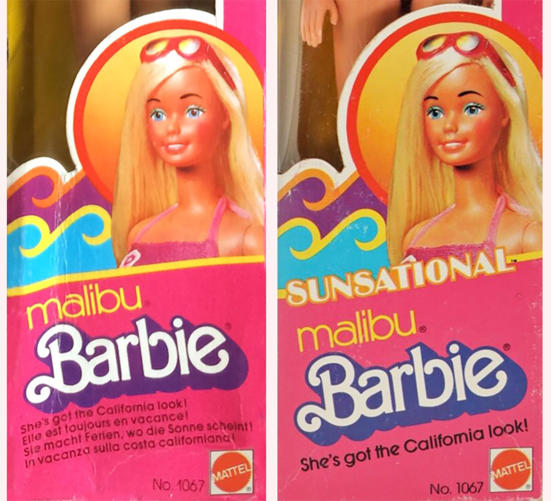 malibu
Barbie®
She's got the California look!
Elle est toujours en vacance!
Sie macht Ferien, wo die Sonne scheint!
in vacanza sulla costa californiana!
No. 1067
MATTEL
SUNSATIONAL™
malibu®
Barbie®
She's got the California look!
No. 1067
MATTEL